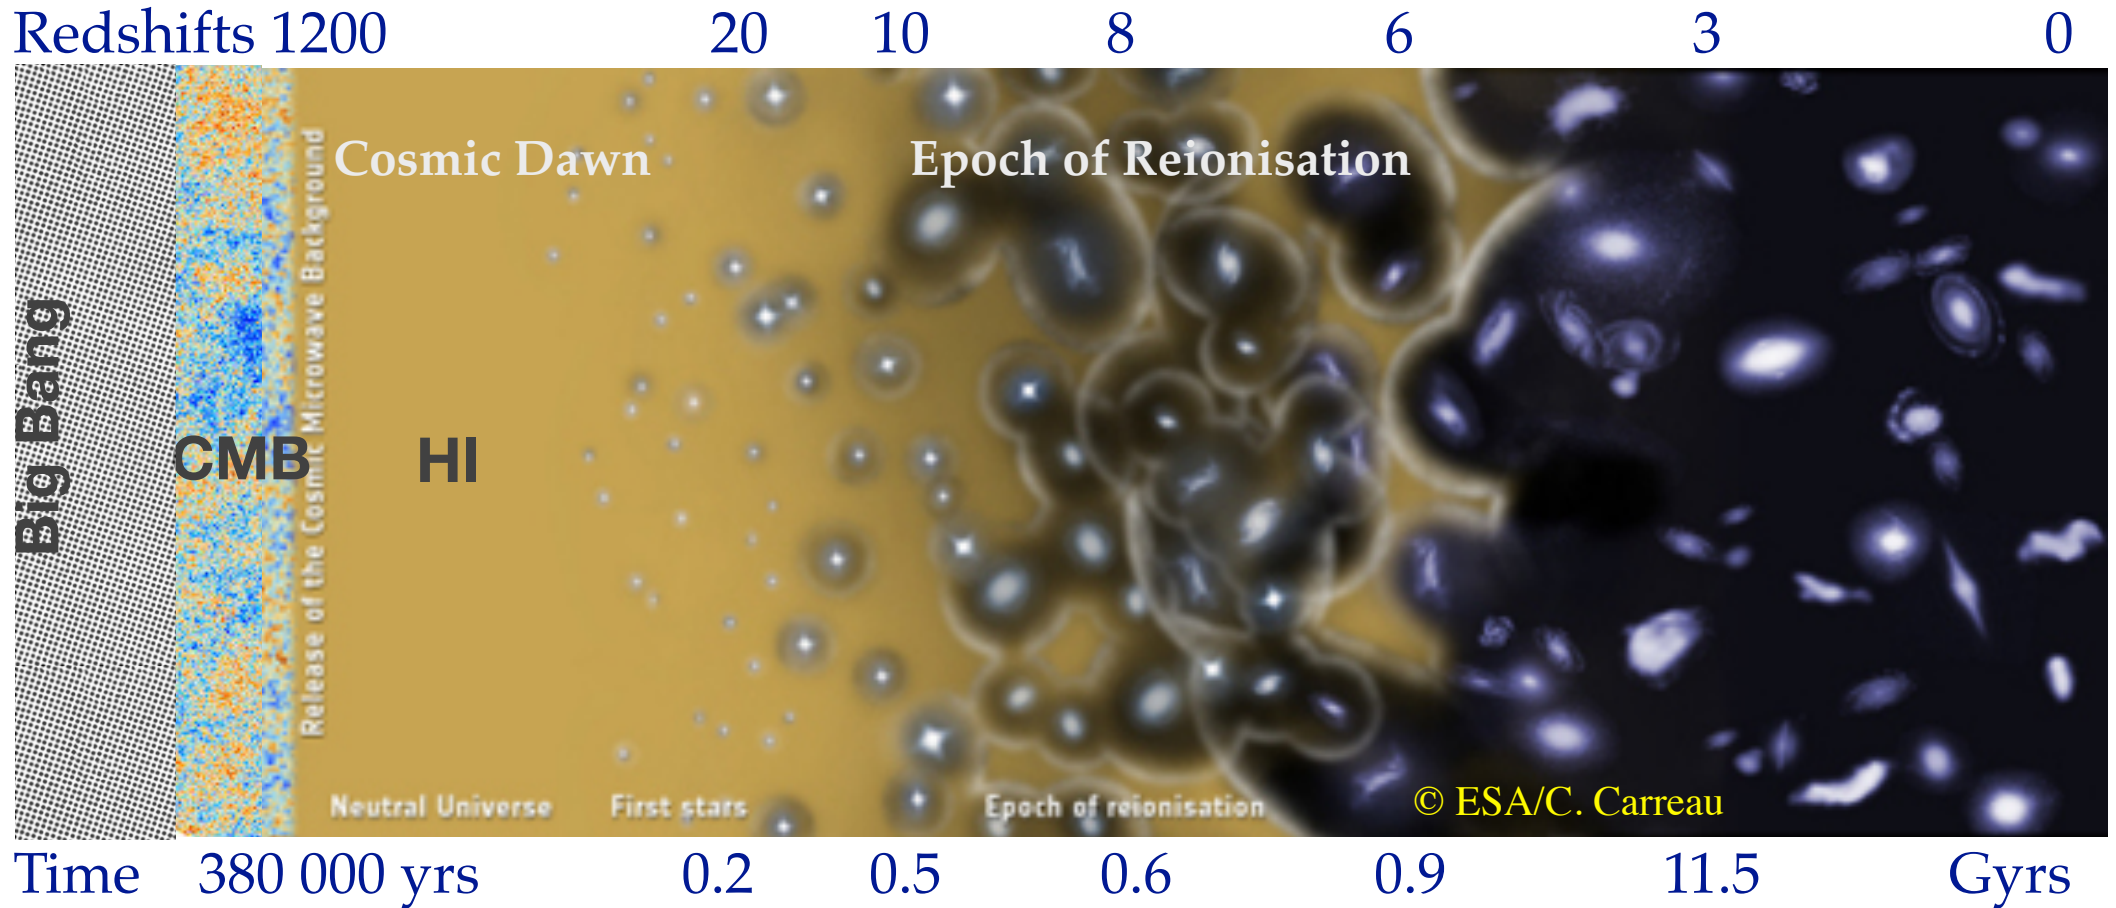 Redshifts 1200 20 10 8 6 3 0
Cosmic Dawn
Epoch of Reionisation
Big Bang
CMB
HI
Release of the Cosmic Microwave Background
Neutral Universe
First stars
Epoch of reionisation
© ESA/C. Carreau
Time 380 000 yrs 0.2 0.5 0.6 0.9 11.5 Gyrs